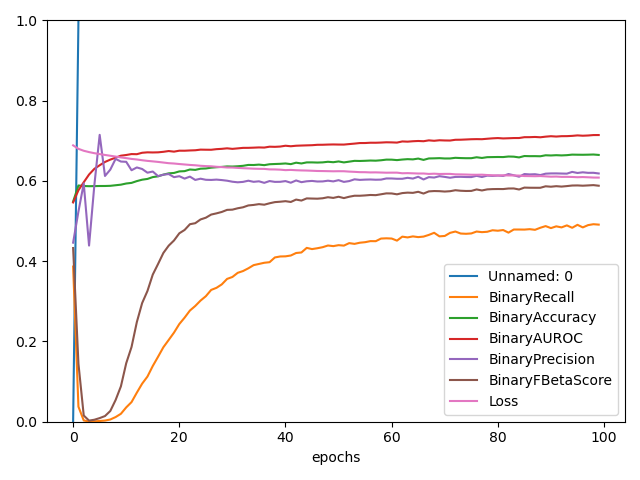 1.0
0.8
0.6
0.4
0.2
0.0
Unnamed: 0
BinaryRecall
BinaryAccuracy
BinaryAUROC
BinaryPrecision
BinaryFBetaScore
Loss
0 20 40 60 80 100
epochs